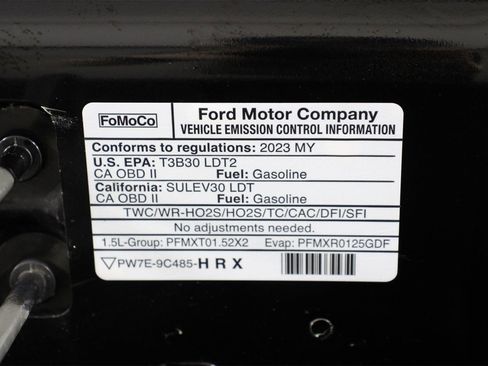 FoMoCo
Ford Motor Company
VEHICLE EMISSION CONTROL INFORMATION
Conforms to regulations: 2023 MY
U.S. EPA: T3B30 LDT2
CA OBD II Fuel: Gasoline
California: SULEV30 LDT
CA OBD II Fuel: Gasoline
TWC/WR-HO2S/HO2S/TC/CAC/DFI/SFI
No adjustments needed.
1.5L-Group: PFMXT01.52X2 Evap: PFMXR0125GDF
PW7E-9C485-H R X